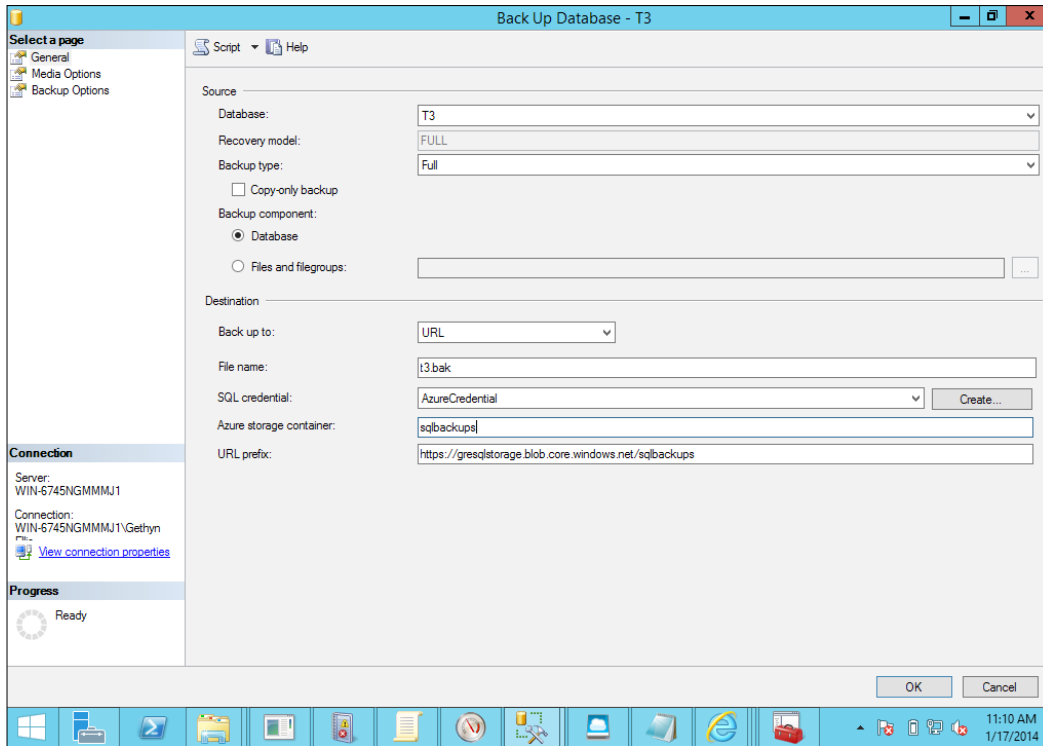 Back Up Database - T3
Select a page
General
Media Options
Backup Options
Script
Help
Source
Database:
T3
Recovery model:
FULL
Backup type:
Full
Copy-only backup
Backup component:
Database
Files and filegroups:
...
Destination
Back up to:
URL
File name:
t3.bak
SQL credential:
AzureCredential
Create...
Azure storage container:
sqlbackups
URL prefix:
https://gresqlstorage.blob.core.windows.net/sqlbackups
Connection
Server:
WIN-6745NGMMMJ1
Connection:
WIN-6745NGMMMJ1\Gethyn
View connection properties
Progress
Ready
OK
Cancel
11:10 AM
1/17/2014